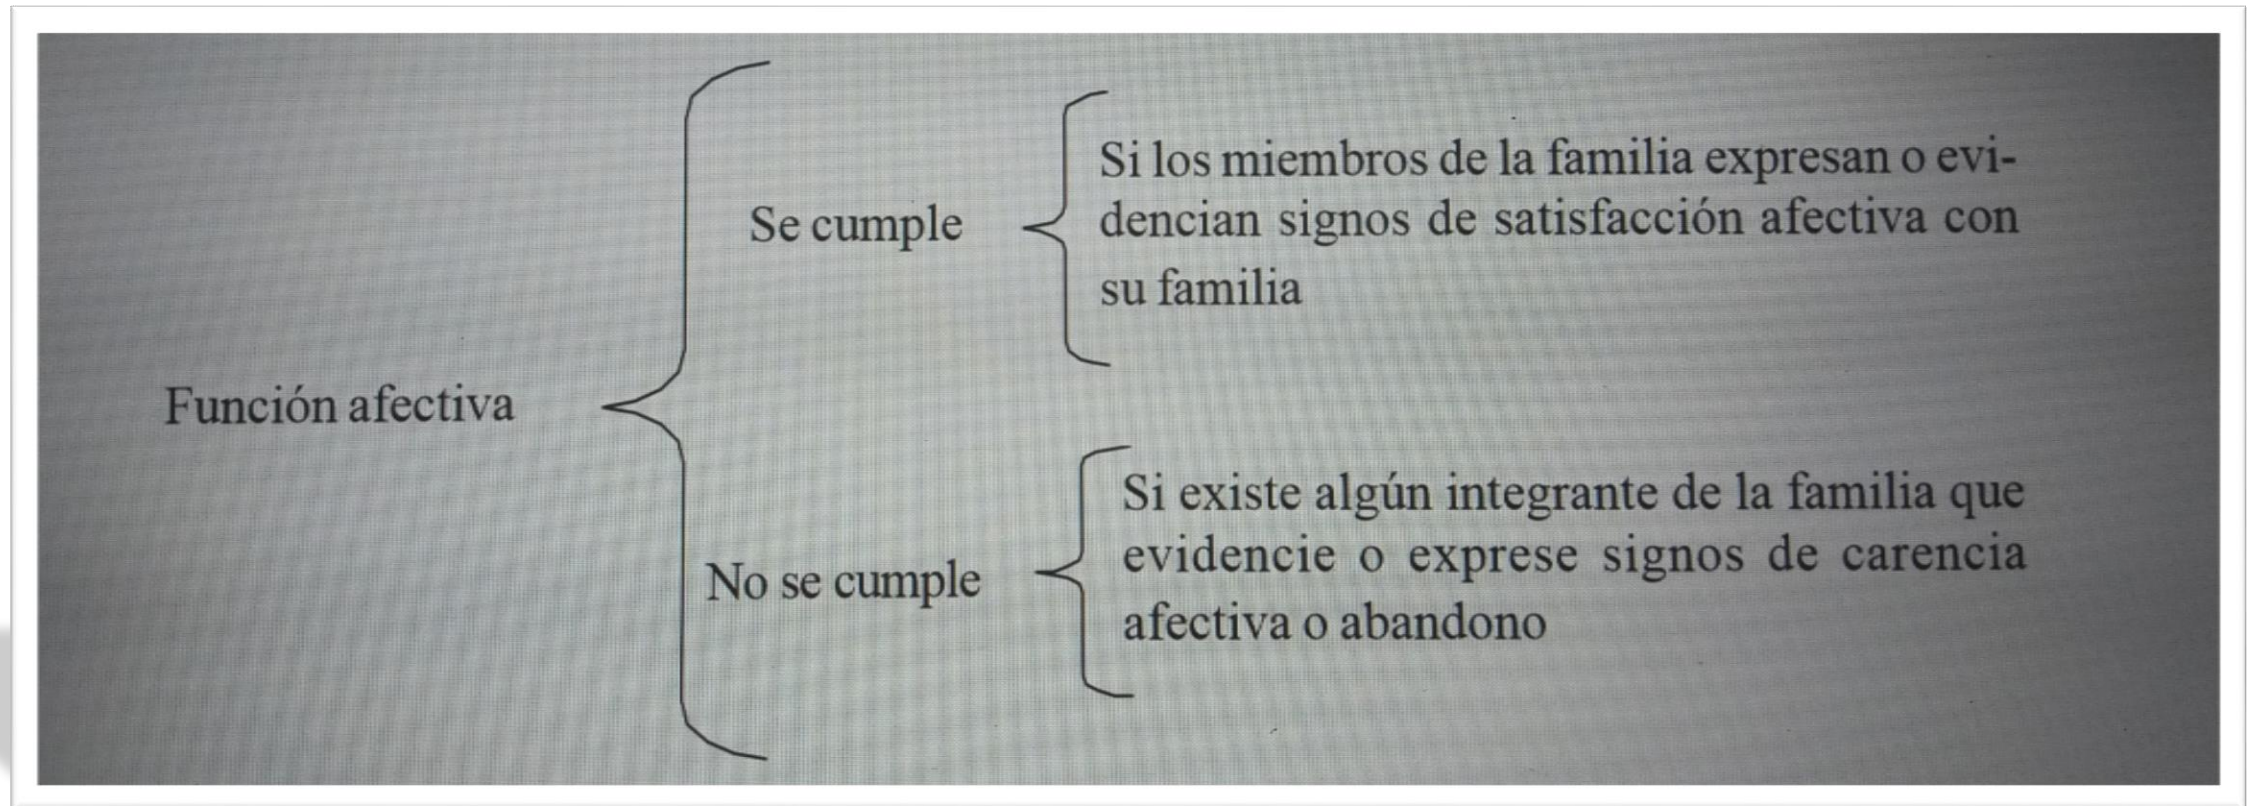 Función afectiva
Se cumple
Si los miembros de la familia expresan o evi-
dencian signos de satisfacción afectiva con
su familia
No se cumple
Si existe algún integrante de la familia que
evidencie o exprese signos de carencia
afectiva o abandono